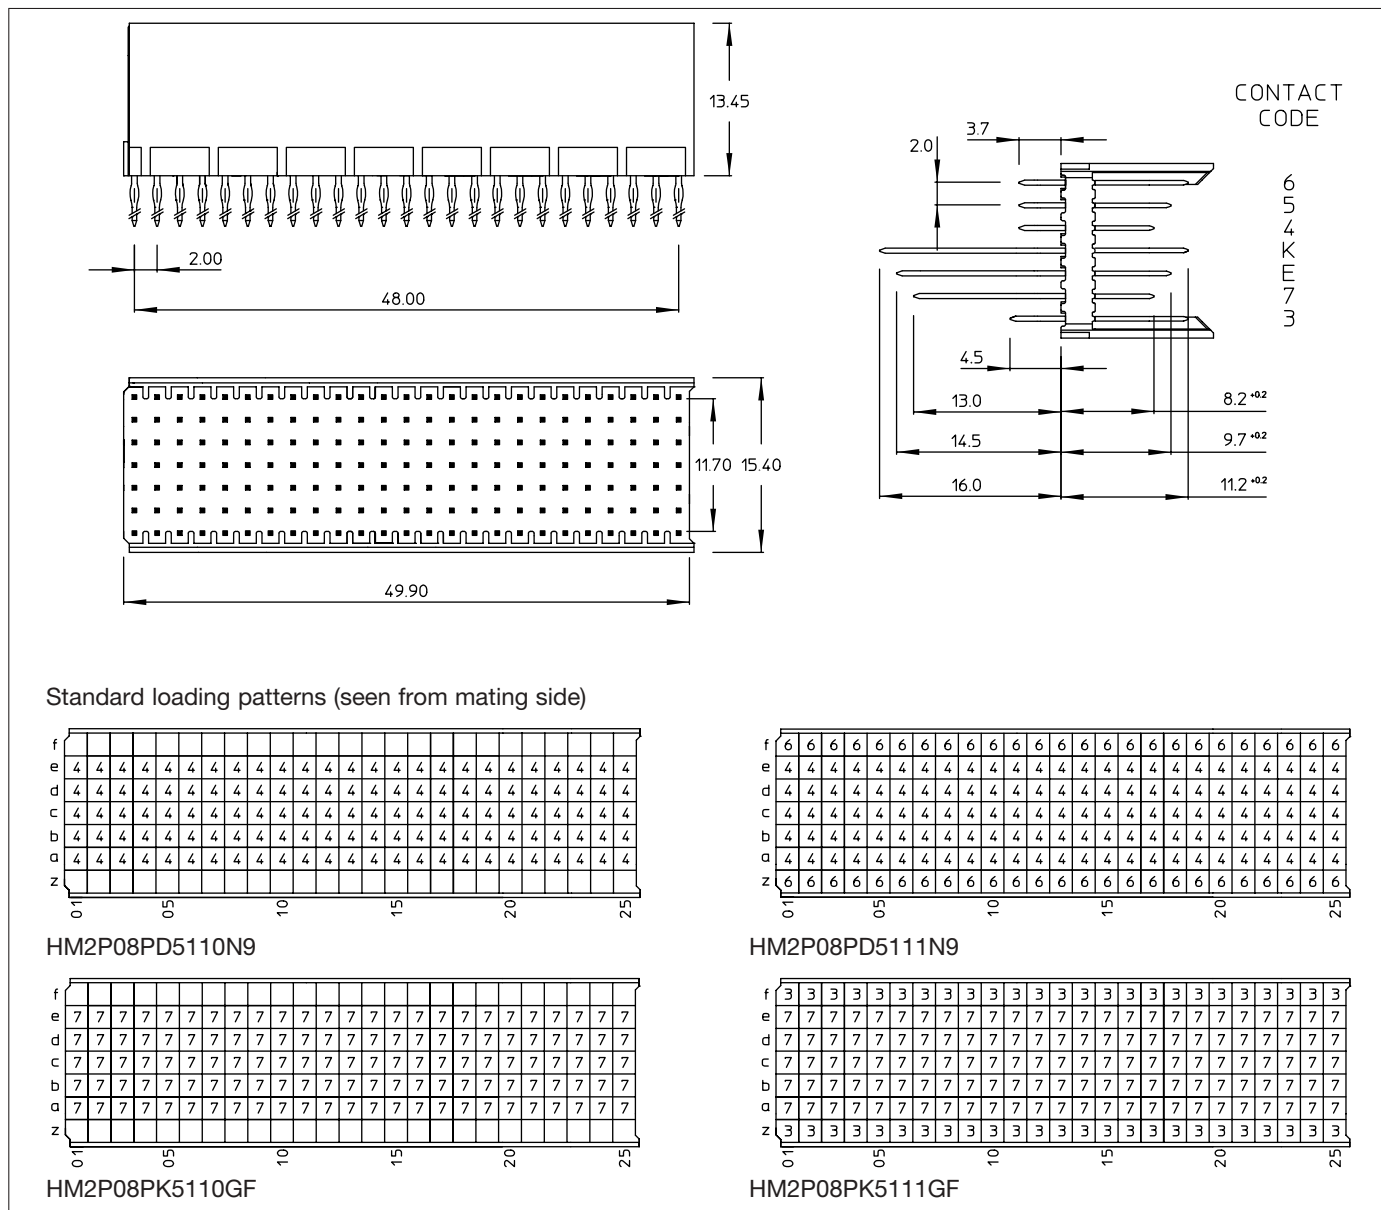 13.45
2.00
48.00
11.70
15.40
49.90
CONTACT
CODE
3.7
2.0
6
5
4
K
E
7
3
4.5
13.0
14.5
16.0
8.2 +0.2
9.7 +0.2
11.2 +0.2
Standard loading patterns (seen from mating side)
f
e 4 4 4 4 4 4 4 4 4 4 4 4 4 4 4 4 4 4 4 4 4 4 4 4 4
d 4 4 4 4 4 4 4 4 4 4 4 4 4 4 4 4 4 4 4 4 4 4 4 4 4
c 4 4 4 4 4 4 4 4 4 4 4 4 4 4 4 4 4 4 4 4 4 4 4 4 4
b 4 4 4 4 4 4 4 4 4 4 4 4 4 4 4 4 4 4 4 4 4 4 4 4 4
a 4 4 4 4 4 4 4 4 4 4 4 4 4 4 4 4 4 4 4 4 4 4 4 4 4
z
01 05 10 15 20 25
HM2P08PD5110N9
f 6 6 6 6 6 6 6 6 6 6 6 6 6 6 6 6 6 6 6 6 6 6 6 6 6
e 4 4 4 4 4 4 4 4 4 4 4 4 4 4 4 4 4 4 4 4 4 4 4 4 4
d 4 4 4 4 4 4 4 4 4 4 4 4 4 4 4 4 4 4 4 4 4 4 4 4 4
c 4 4 4 4 4 4 4 4 4 4 4 4 4 4 4 4 4 4 4 4 4 4 4 4 4
b 4 4 4 4 4 4 4 4 4 4 4 4 4 4 4 4 4 4 4 4 4 4 4 4 4
a 4 4 4 4 4 4 4 4 4 4 4 4 4 4 4 4 4 4 4 4 4 4 4 4 4
z 6 6 6 6 6 6 6 6 6 6 6 6 6 6 6 6 6 6 6 6 6 6 6 6 6
01 05 10 15 20 25
HM2P08PD5111N9
f
e 7 7 7 7 7 7 7 7 7 7 7 7 7 7 7 7 7 7 7 7 7 7 7 7 7
d 7 7 7 7 7 7 7 7 7 7 7 7 7 7 7 7 7 7 7 7 7 7 7 7 7
c 7 7 7 7 7 7 7 7 7 7 7 7 7 7 7 7 7 7 7 7 7 7 7 7 7
b 7 7 7 7 7 7 7 7 7 7 7 7 7 7 7 7 7 7 7 7 7 7 7 7 7
a 7 7 7 7 7 7 7 7 7 7 7 7 7 7 7 7 7 7 7 7 7 7 7 7 7
z
01 05 10 15 20 25
HM2P08PK5110GF
f 3 3 3 3 3 3 3 3 3 3 3 3 3 3 3 3 3 3 3 3 3 3 3 3 3
e 7 7 7 7 7 7 7 7 7 7 7 7 7 7 7 7 7 7 7 7 7 7 7 7 7
d 7 7 7 7 7 7 7 7 7 7 7 7 7 7 7 7 7 7 7 7 7 7 7 7 7
c 7 7 7 7 7 7 7 7 7 7 7 7 7 7 7 7 7 7 7 7 7 7 7 7 7
b 7 7 7 7 7 7 7 7 7 7 7 7 7 7 7 7 7 7 7 7 7 7 7 7 7
a 7 7 7 7 7 7 7 7 7 7 7 7 7 7 7 7 7 7 7 7 7 7 7 7 7
z 3 3 3 3 3 3 3 3 3 3 3 3 3 3 3 3 3 3 3 3 3 3 3 3 3
01 05 10 15 20 25
HM2P08PK5111GF